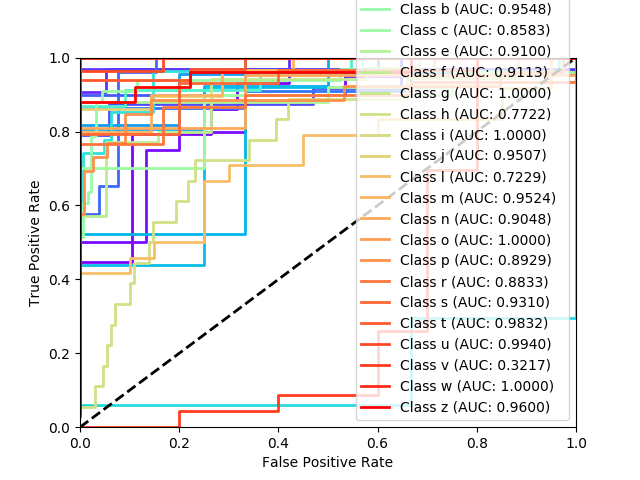 Class b (AUC: 0.9548)
Class c (AUC: 0.8583)
Class e (AUC: 0.9100)
Class f (AUC: 0.9113)
Class g (AUC: 1.0000)
Class h (AUC: 0.7722)
Class i (AUC: 1.0000)
Class j (AUC: 0.9507)
Class l (AUC: 0.7229)
Class m (AUC: 0.9524)
Class n (AUC: 0.9048)
Class o (AUC: 1.0000)
Class p (AUC: 0.8929)
Class r (AUC: 0.8833)
Class s (AUC: 0.9310)
Class t (AUC: 0.9832)
Class u (AUC: 0.9940)
Class v (AUC: 0.3217)
Class w (AUC: 1.0000)
Class z (AUC: 0.9600)
1.0
0.8
0.6
0.4
0.2
0.0
True Positive Rate
0.0 0.2 0.4 0.6 0.8 1.0
False Positive Rate